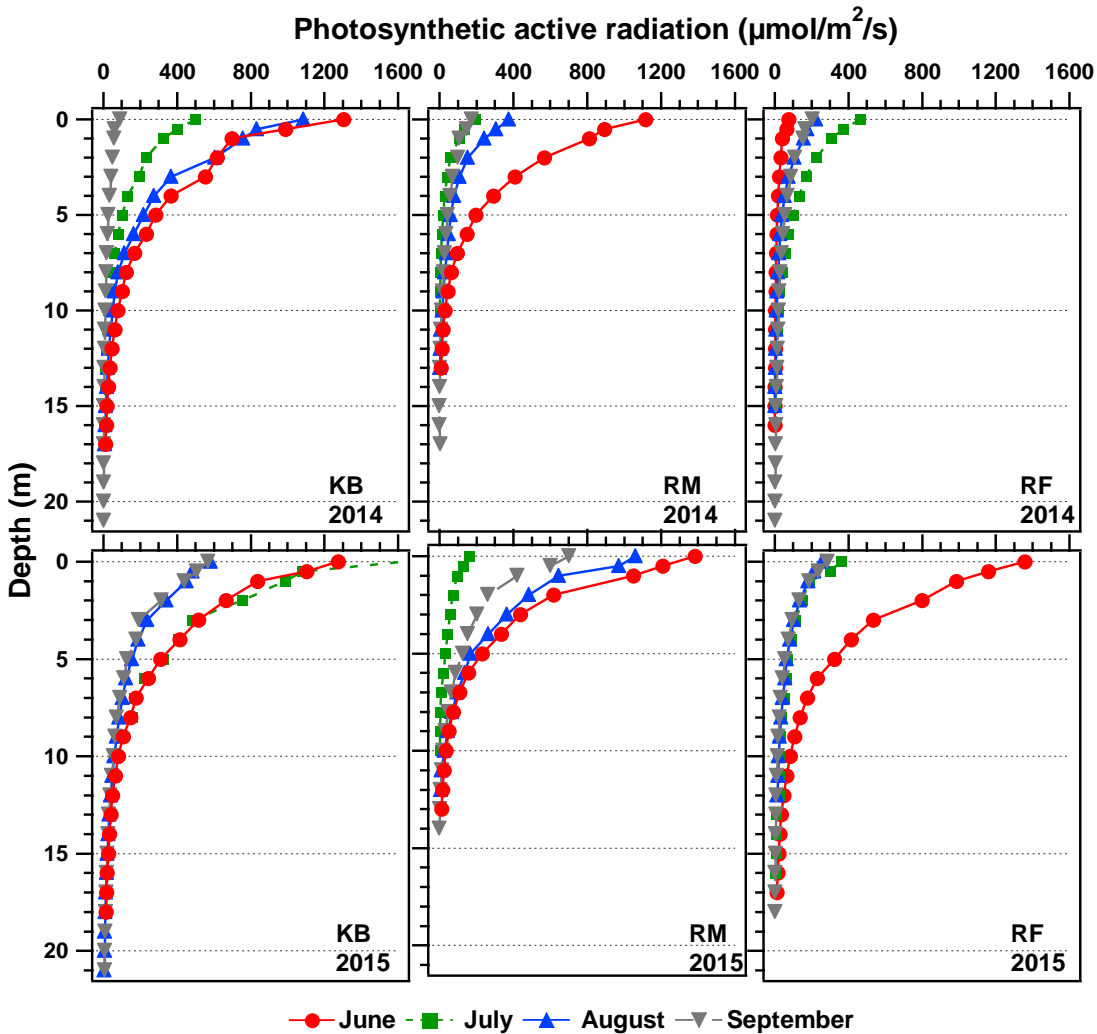 Photosynthetic active radiation (µmol/m²/s)
0 400 800 1200 1600 0 400 800 1200 1600 0 400 800 1200 1600
0
5
10
15
20
KB RM RF
2014 2014 2014
Depth (m)
0
5
10
15
20
KB RM RF
2015 2015 2015
June July August September